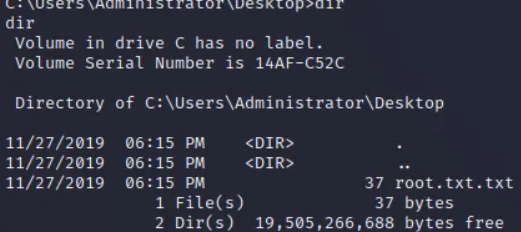 C:\Users\Administrator\Desktop>dir
dir
 Volume in drive C has no label.
 Volume Serial Number is 14AF-C52C

 Directory of C:\Users\Administrator\Desktop

11/27/2019  06:15 PM    <DIR>          .
11/27/2019  06:15 PM    <DIR>          ..
11/27/2019  06:15 PM                37 root.txt.txt
               1 File(s)             37 bytes
               2 Dir(s)  19,505,266,688 bytes free